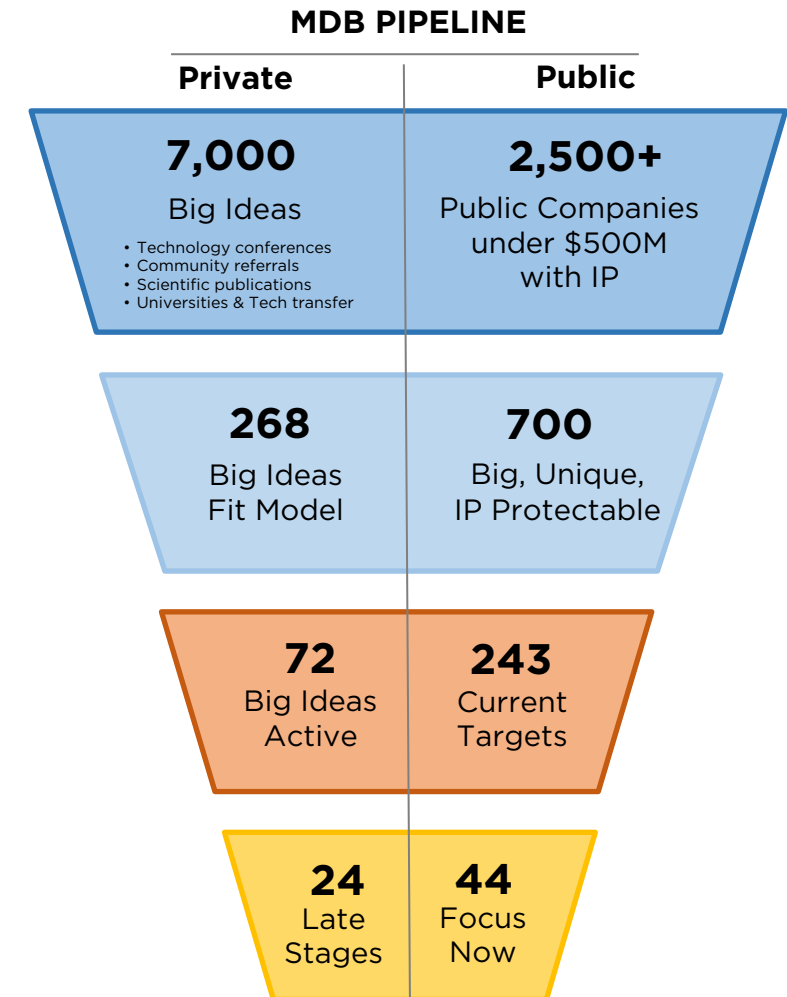 MDB PIPELINE
Private
Public
7,000
Big Ideas
• Technology conferences
• Community referrals
• Scientific publications
• Universities & Tech transfer
2,500+
Public Companies
under $500M
with IP
268
Big Ideas
Fit Model
700
Big, Unique,
IP Protectable
72
Big Ideas
Active
243
Current
Targets
24
Late
Stages
44
Focus
Now